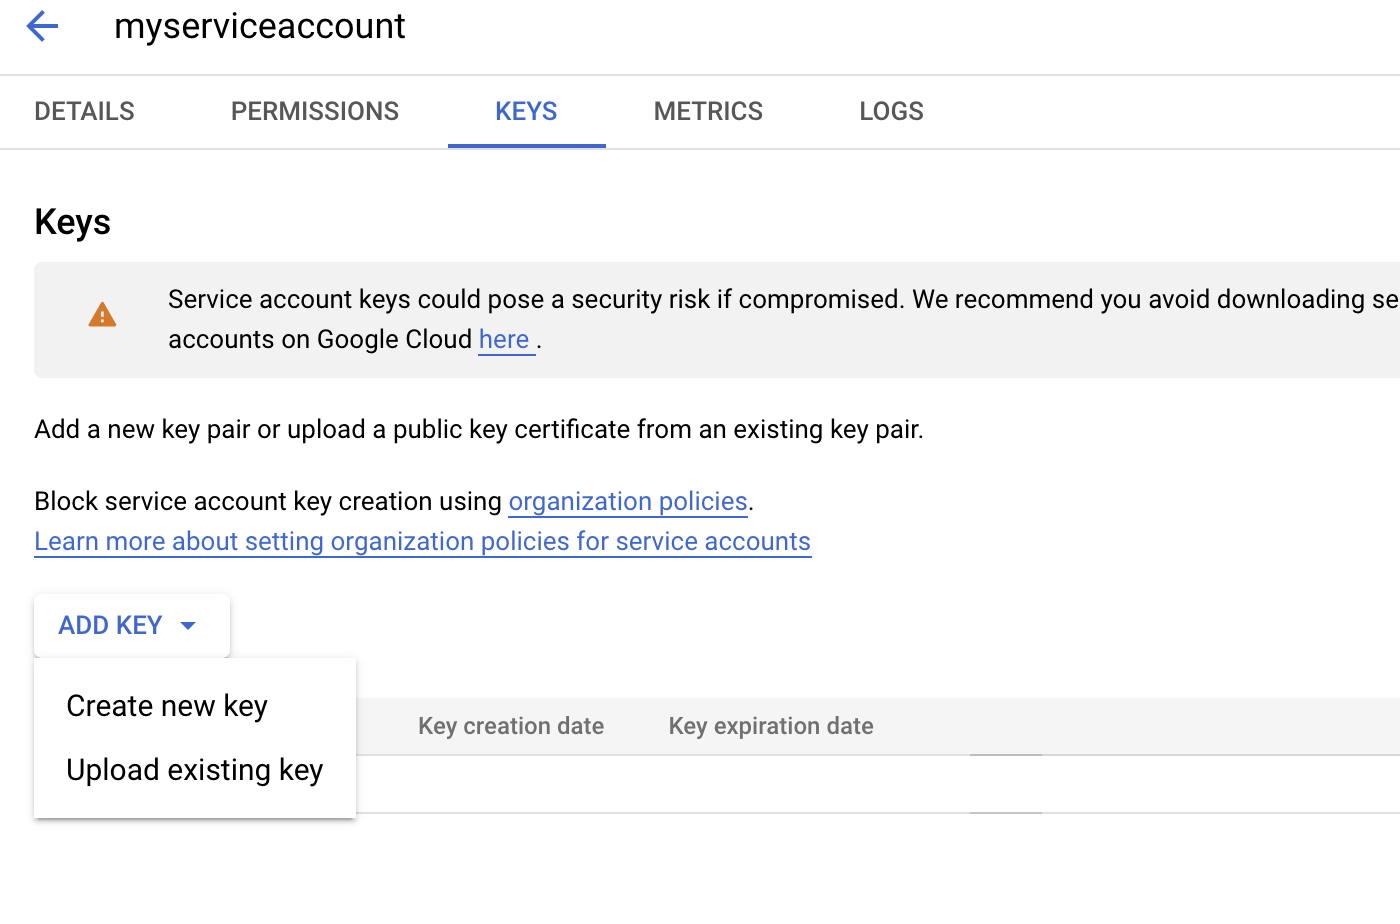 myserviceaccount
DETAILS PERMISSIONS KEYS METRICS LOGS
Keys
Service account keys could pose a security risk if compromised. We recommend you avoid downloading se
accounts on Google Cloud here .
Add a new key pair or upload a public key certificate from an existing key pair.
Block service account key creation using organization policies.
Learn more about setting organization policies for service accounts
ADD KEY
Create new key
Key creation date Key expiration date
Upload existing key